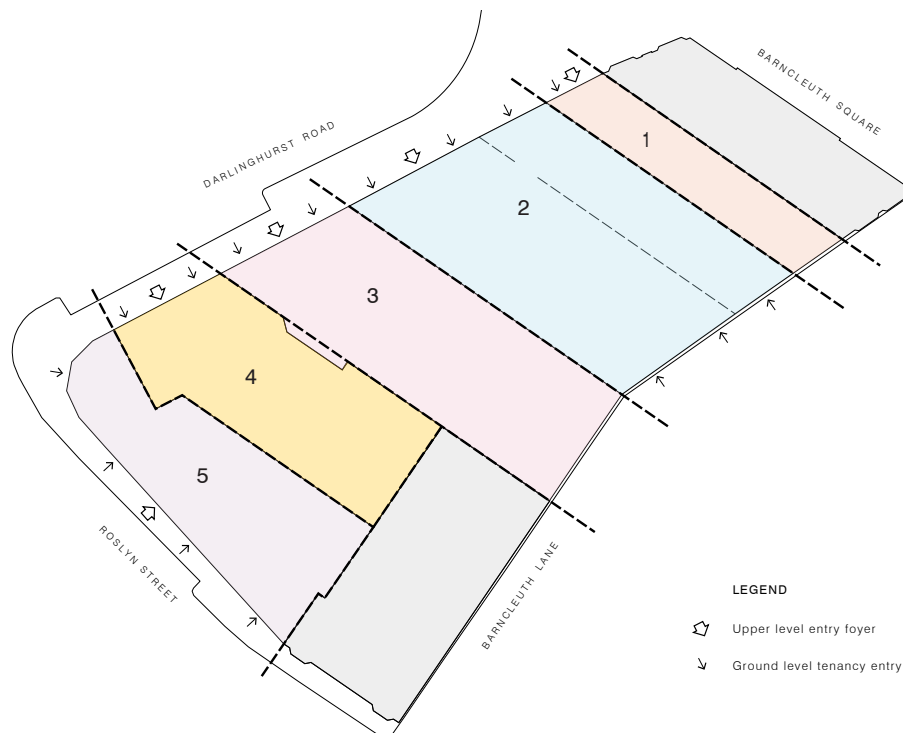 BARNCLEUTH SQUARE
DARLINGHURST ROAD
1
2
3
4
5
ROSLYN STREET
BARNCLEUTH LANE
LEGEND
Upper level entry foyer
Ground level tenancy entry